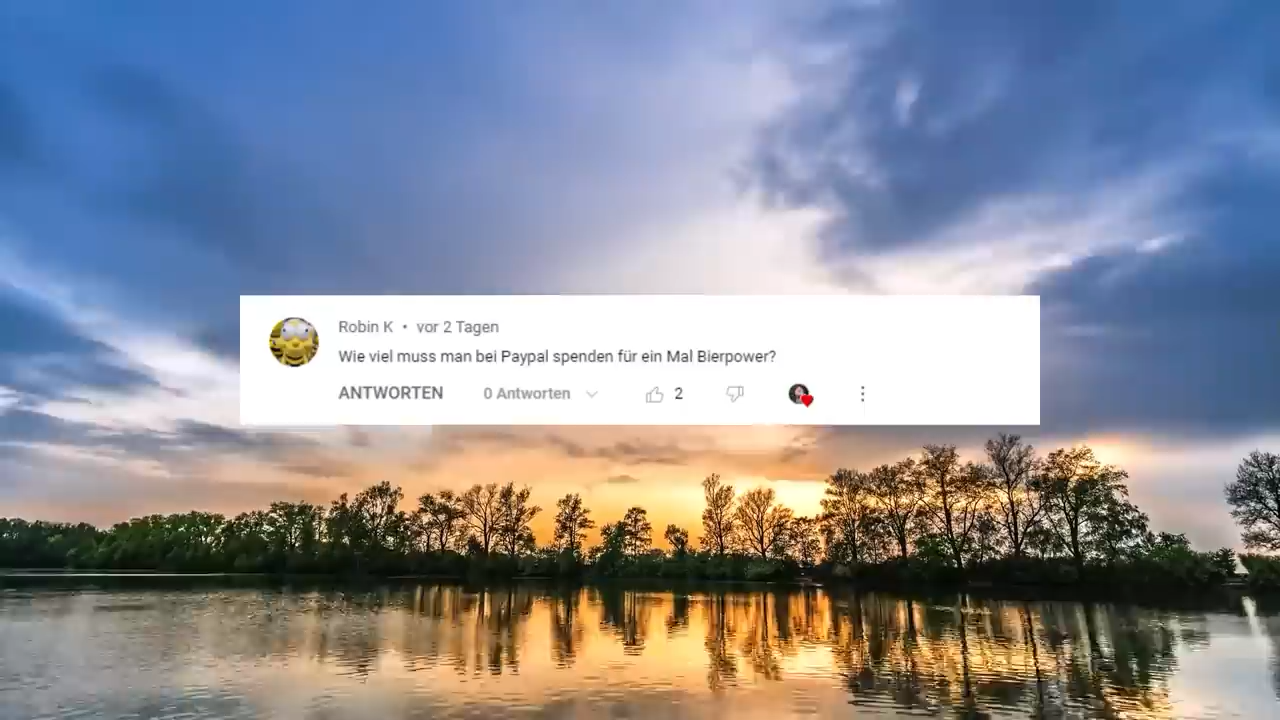 Robin K • vor 2 Tagen
Wie viel muss man bei Paypal spenden für ein Mal Bierpower?
ANTWORTEN 0 Antworten 2